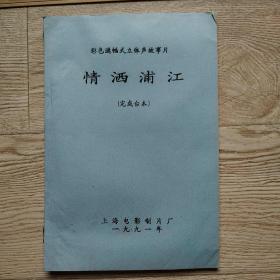 彩色遮幅式立体声故事片
情洒浦江
(完成台本)
上海电影制片厂
一九九一年